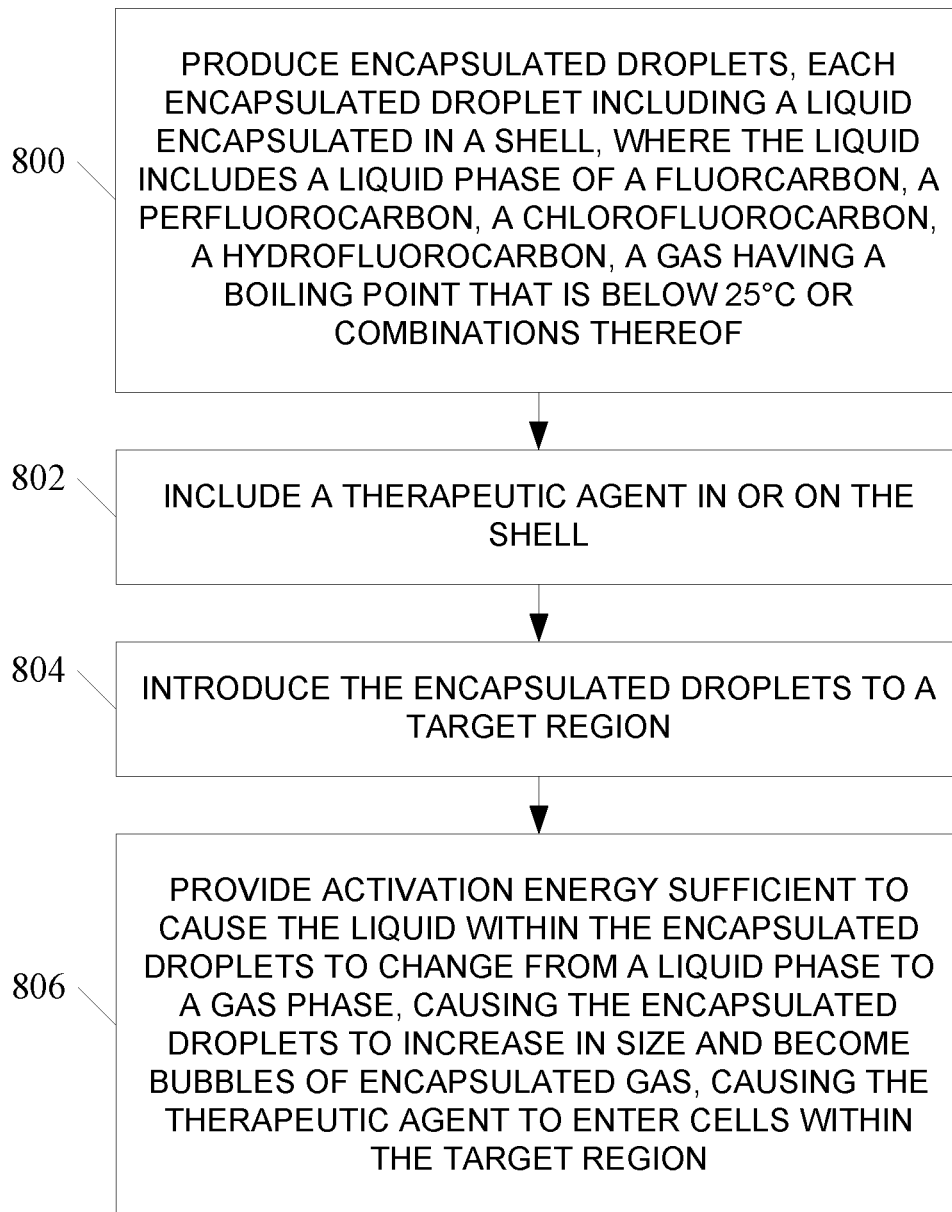 PRODUCE ENCAPSULATED DROPLETS, EACH
ENCAPSULATED DROPLET INCLUDING A LIQUID
ENCAPSULATED IN A SHELL, WHERE THE LIQUID
INCLUDES A LIQUID PHASE OF A FLUORCARBON, A
PERFLUOROCARBON, A CHLOROFLUOROCARBON,
A HYDROFLUOROCARBON, A GAS HAVING A
BOILING POINT THAT IS BELOW 25°C OR
COMBINATIONS THEREOF
800
INCLUDE A THERAPEUTIC AGENT IN OR ON THE
SHELL
802
INTRODUCE THE ENCAPSULATED DROPLETS TO A
TARGET REGION
804
PROVIDE ACTIVATION ENERGY SUFFICIENT TO
CAUSE THE LIQUID WITHIN THE ENCAPSULATED
DROPLETS TO CHANGE FROM A LIQUID PHASE TO
A GAS PHASE, CAUSING THE ENCAPSULATED
DROPLETS TO INCREASE IN SIZE AND BECOME
BUBBLES OF ENCAPSULATED GAS, CAUSING THE
THERAPEUTIC AGENT TO ENTER CELLS WITHIN
THE TARGET REGION
806